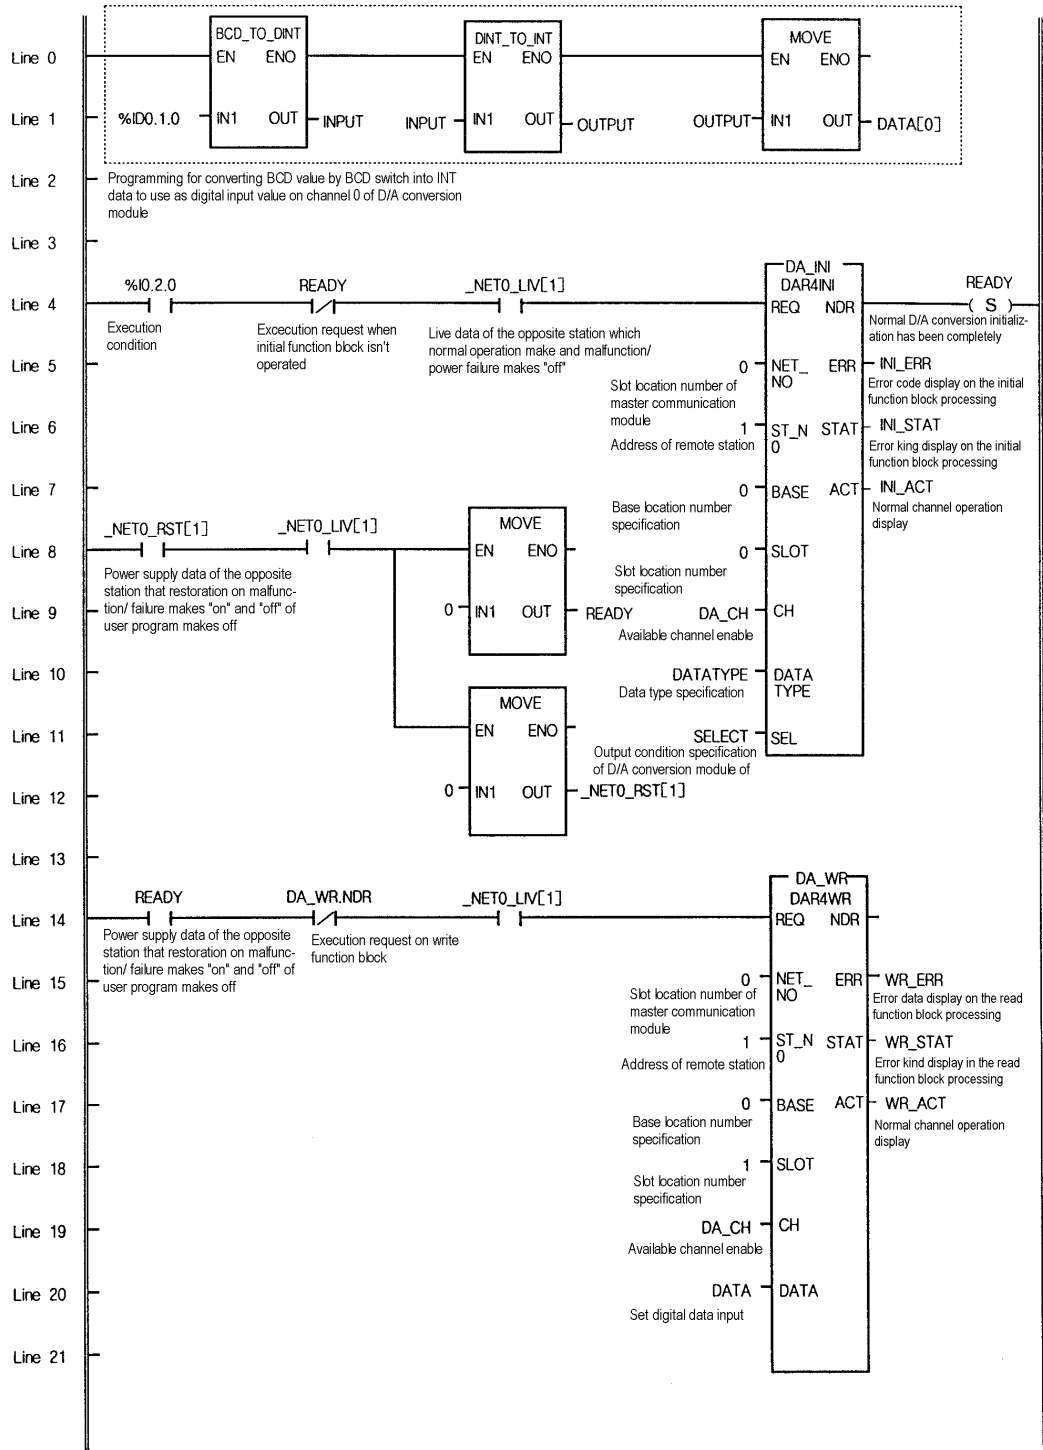 BCD_TO_DINT
DINT_TO_INT
MOVE
Line 0
EN ENO
EN ENO
EN ENO
Line 1
%ID0.1.0
IN1 OUT
INPUT
INPUT
IN1 OUT
OUTPUT
OUTPUT
IN1 OUT
DATA[0]
Line 2
Programming for converting BCD value by BCD switch into INT
data to use as digital input value on channel 0 of D/A conversion
module
Line 3
Line 4
%I0.2.0
Execution
condition
READY
Excecution request when
initial function block isn't
operated
_NET0_LIV[1]
Live data of the opposite station which
normal operation make and malfunction/
power failure makes "off"
DA_INI
DAR4INI
REQ NDR
READY
( S )
Normal D/A conversion initializ-
ation has been completely
Line 5
0
NET_
NO
ERR
INI_ERR
Slot location number of
master communication
module
Error code display on the initial
function block processing
Line 6
1
ST_N
0
STAT
INI_STAT
Address of remote station
Error king display on the initial
function block processing
Line 7
0
BASE ACT
INI_ACT
Base location number
specification
Normal channel operation
display
Line 8
_NET0_RST[1]
_NET0_LIV[1]
Power supply data of the opposite
station that restoration on malfunc-
tion/ failure makes "on" and "off" of
user program makes off
MOVE
EN ENO
0
SLOT
Slot location number
specification
Line 9
0
IN1 OUT
READY
DA_CH
CH
Available channel enable
Line 10
DATATYPE
DATA
TYPE
Data type specification
MOVE
Line 11
EN ENO
SELECT
SEL
Output condition specification
of D/A conversion module of
Line 12
0
IN1 OUT
_NET0_RST[1]
Line 13
Line 14
READY
Power supply data of the opposite
station that restoration on malfunc-
tion/ failure makes "on" and "off" of
user program makes off
DA_WR.NDR
Execution request on write
function block
_NET0_LIV[1]
DA_WR
DAR4WR
REQ NDR
Line 15
0
NET_
NO
ERR
WR_ERR
Slot location number of
master communication
module
Error data display on the read
function block processing
Line 16
1
ST_N
0
STAT
WR_STAT
Address of remote station
Error kind display in the read
function block processing
Line 17
0
BASE ACT
WR_ACT
Base location number
specification
Normal channel operation
display
Line 18
1
SLOT
Slot location number
specification
Line 19
DA_CH
CH
Available channel enable
Line 20
DATA
DATA
Set digital data input
Line 21